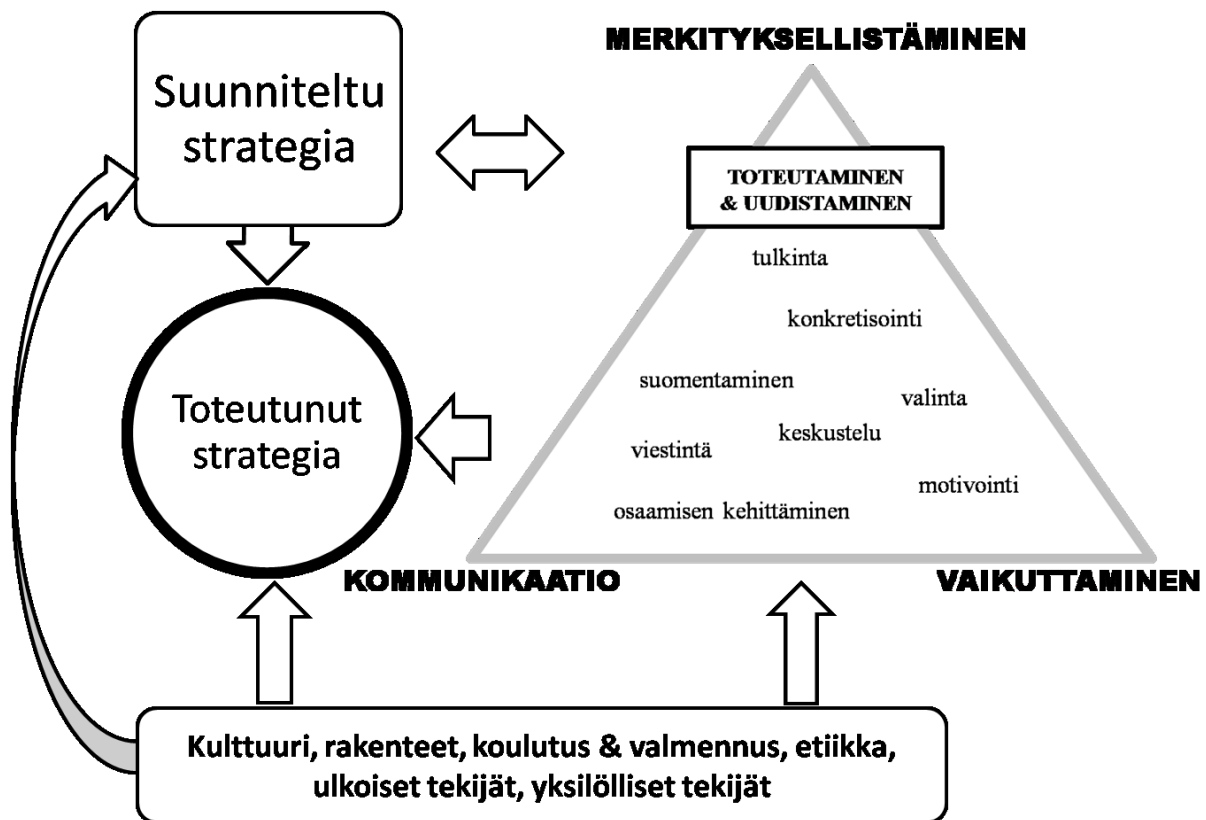 Suunniteltu
strategia
MERKITYKSELLISTÄMINEN
TOTEUTAMINEN
& UUDISTAMINEN
tulkinta
konkretisointi
suomentaminen
valinta
keskustelu
viestintä
motivointi
osaamisen kehittäminen
Toteutunut
strategia
KOMMUNIKAATIO
VAIKUTTAMINEN
Kulttuuri, rakenteet, koulutus & valmennus, etiikka,
ulkoiset tekijät, yksilölliset tekijät